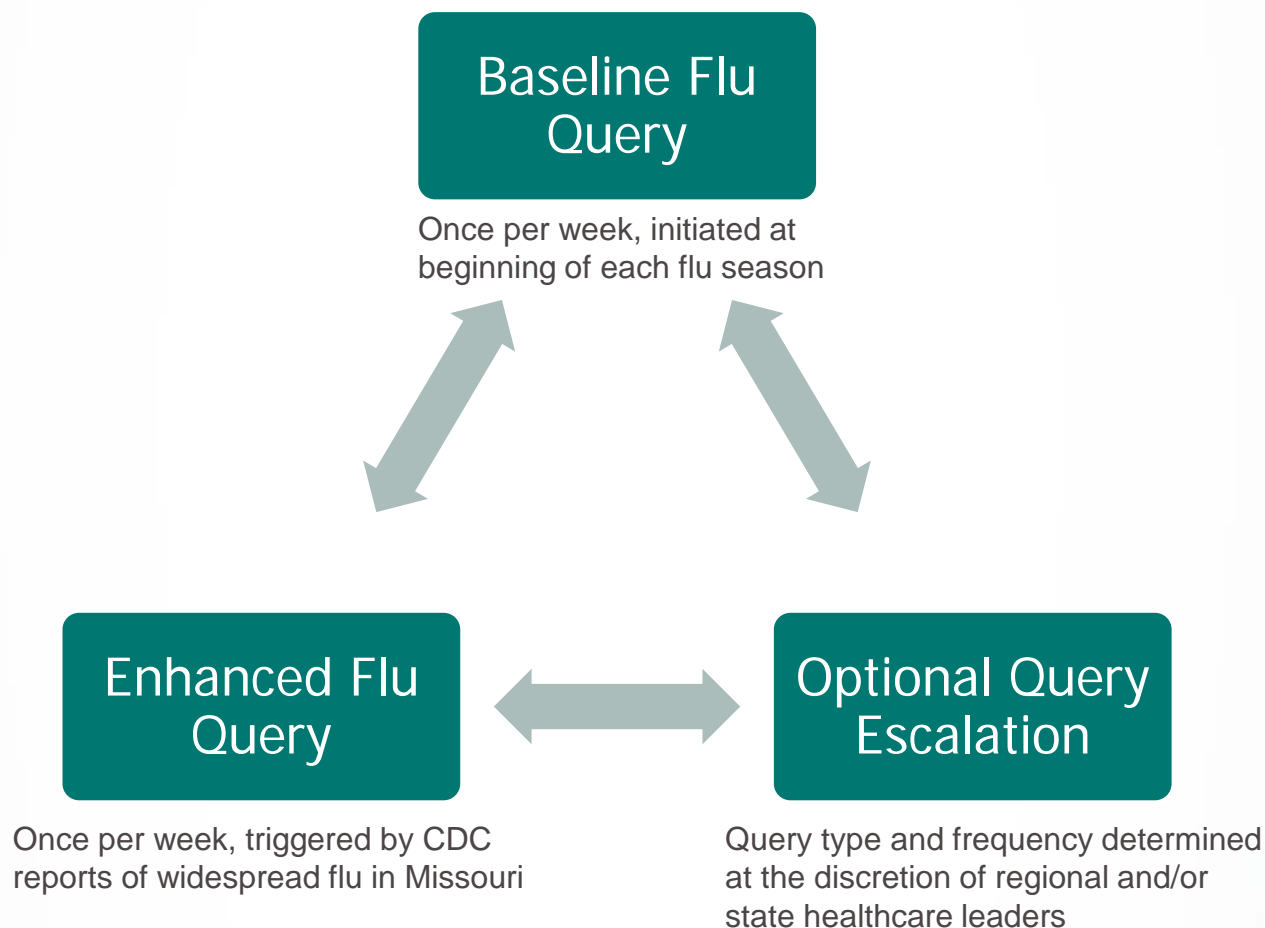 Baseline Flu
Query
Once per week, initiated at
beginning of each flu season
Enhanced Flu
Query
Once per week, triggered by CDC
reports of widespread flu in Missouri
Optional Query
Escalation
Query type and frequency determined
at the discretion of regional and/or
state healthcare leaders